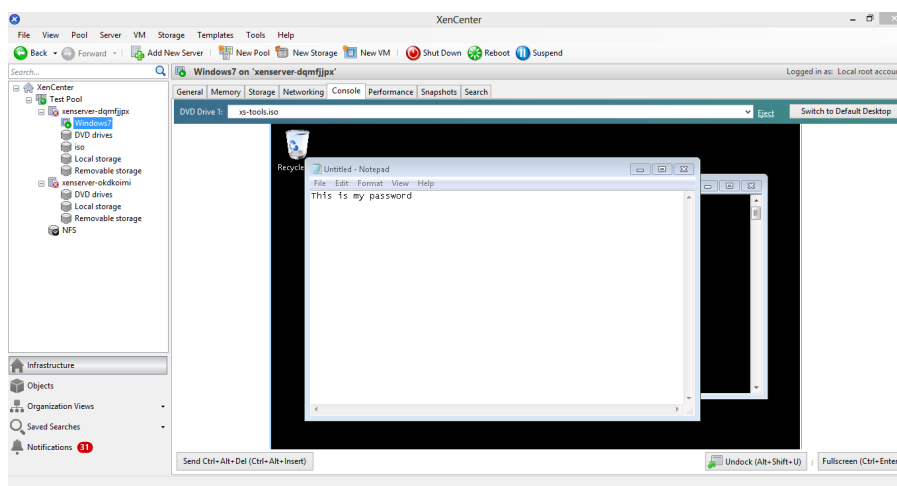 XenCenter
File View Pool Server VM Storage Templates Tools Help
Back Forward Add New Server New Pool New Storage New VM Shut Down Reboot Suspend
Search...
Windows7 on 'xenserver-dqmfjjpx'
Logged in as: Local root accou
XenCenter
Test Pool
xenserver-dqmfjjpx
Windows7
DVD drives
iso
Local storage
Removable storage
xenserver-okdkoimi
DVD drives
Local storage
Removable storage
NFS
General Memory Storage Networking Console Performance Snapshots Search
DVD Drive 1: xs-tools.iso Eject Switch to Default Desktop
Recycle
Untitled - Notepad
File Edit Format View Help
This is my password
Infrastructure
Objects
Organization Views
Saved Searches
Notifications 31
Send Ctrl+Alt+Del (Ctrl+Alt+Insert)
Undock (Alt+Shift+U)
Fullscreen (Ctrl+Enter